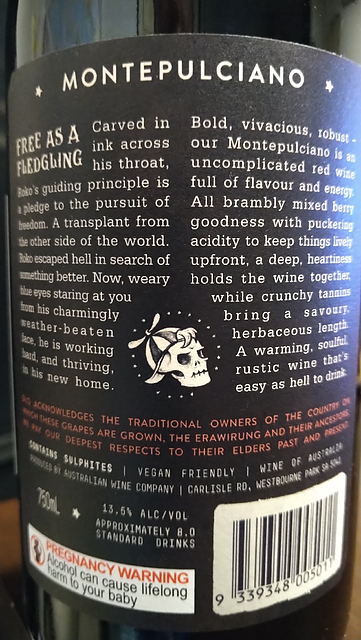 MONTEPULCIANO
FREE AS A
FLEDGLING
Carved in
ink across
his throat,
Roko's guiding principle is
a pledge to the pursuit of
freedom. A transplant from
the other side of the world.
Roko escaped hell in search of
something better. Now, weary
blue eyes staring at you
from his charmingly
weather-beaten
face, he is working
hard, and thriving,
in his new home.
Bold, vivacious, robust -
our Montepulciano is an
uncomplicated red wine
full of flavour and energy.
All brambly mixed berry
goodness with puckering
acidity to keep things lively
upfront, a deep, heartiness
holds the wine together,
while crunchy tannins
bring a savoury,
herbaceous length.
A warming, soulful,
rustic wine that's
easy as hell to drink.
ACKNOWLEDGES THE TRADITIONAL OWNERS OF THE COUNTRY ON
WHICH THESE GRAPES ARE GROWN, THE ERAWIRUNG AND THEIR ANCESTORS.
WE PAY OUR DEEPEST RESPECTS TO THEIR ELDERS PAST AND PRESENT.
CONTAINS SULPHITES | VEGAN FRIENDLY | WINE OF AUSTRALIA
PRODUCED BY AUSTRALIAN WINE COMPANY | CARLISLE RD, WESTBOURNE PARK SA 5041
750mL
13.5% ALC/VOL
APPROXIMATELY 8.0
STANDARD DRINKS
PREGNANCY WARNING
Alcohol can cause lifelong
harm to your baby
9 339348 005011